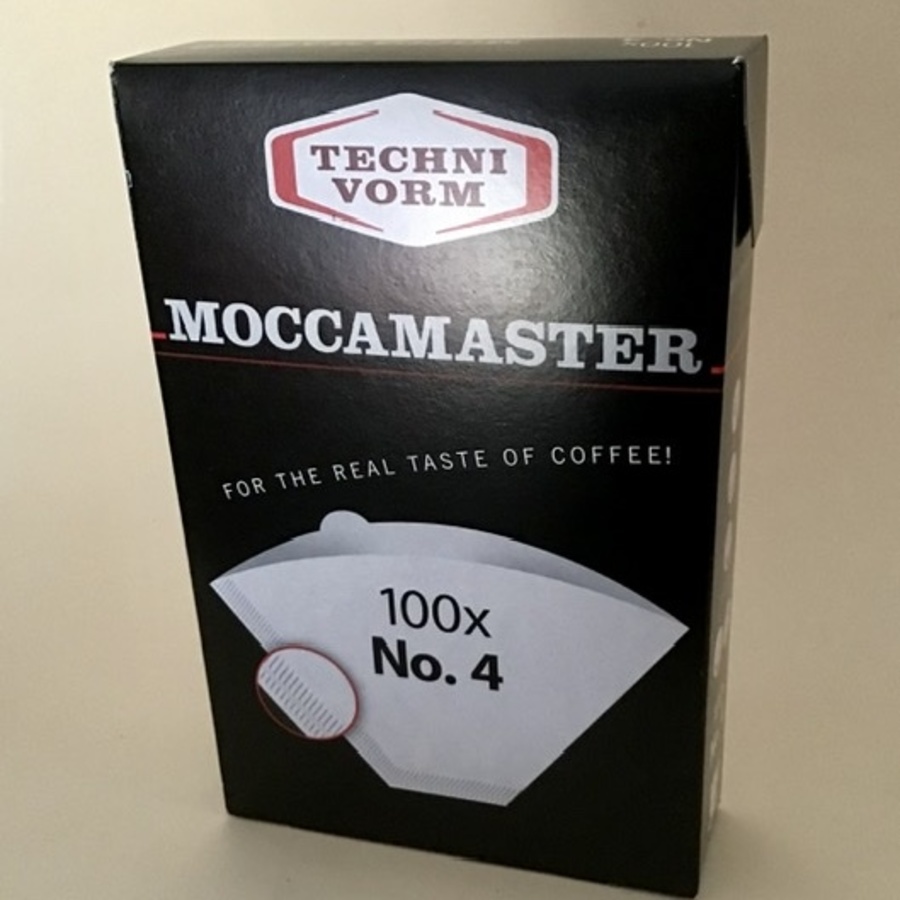 TECHNI
VORM
MOCCAMASTER
FOR THE REAL TASTE OF COFFEE!
100x
No. 4